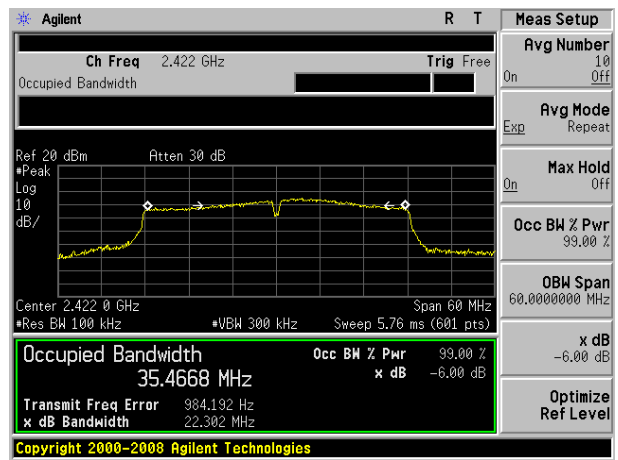 Agilent R T
Ch Freq 2.422 GHz Trig Free
Occupied Bandwidth
Ref 20 dBm Atten 30 dB
#Peak
Log
10
dB/
Center 2.422 0 GHz Span 60 MHz
#Res BW 100 kHz #VBW 300 kHz Sweep 5.76 ms (601 pts)
Occupied Bandwidth Occ BW % Pwr 99.00 %
35.4668 MHz x dB -6.00 dB
Transmit Freq Error 984.192 Hz
x dB Bandwidth 22.302 MHz
Copyright 2000-2008 Agilent Technologies
Meas Setup
Avg Number
10
On Off
Avg Mode
Exp Repeat
Max Hold
On Off
Occ BW % Pwr
99.00 %
OBW Span
60.0000000 MHz
x dB
-6.00 dB
Optimize
Ref Level